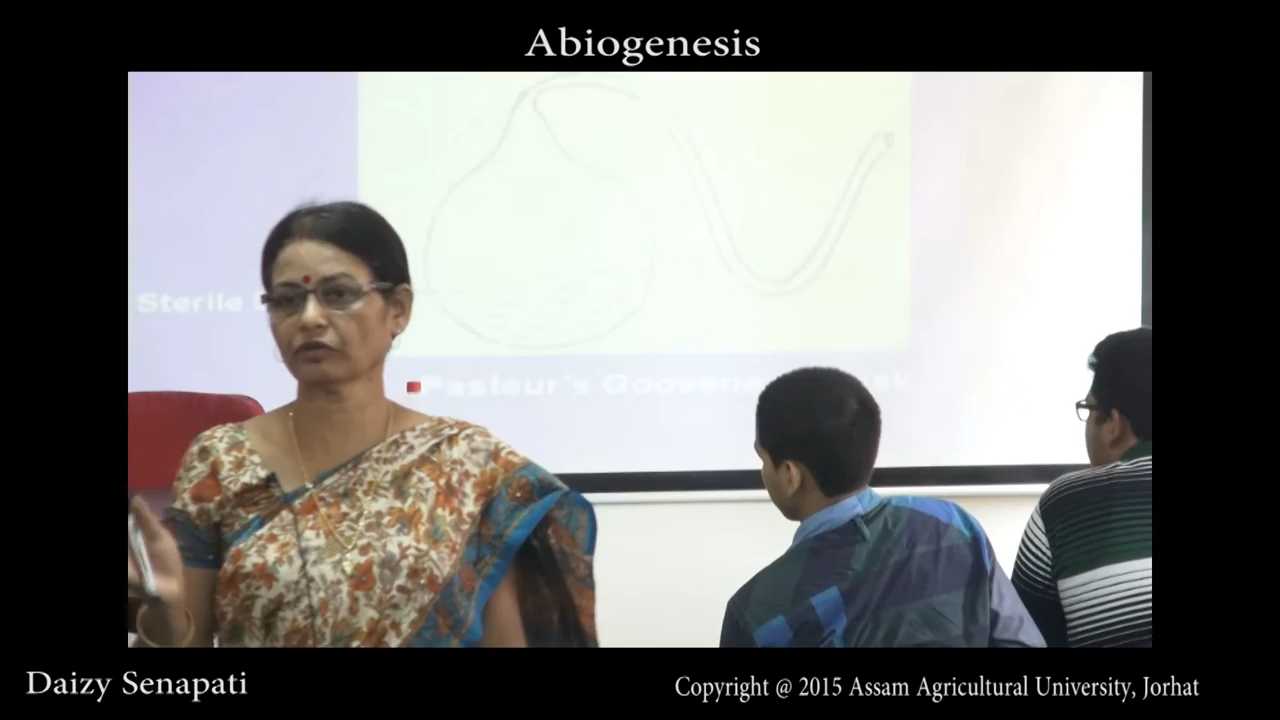 Abiogenesis
Sterile
Pasteur's
Daizy Senapati
Copyright @ 2015 Assam Agricultural University, Jorhat